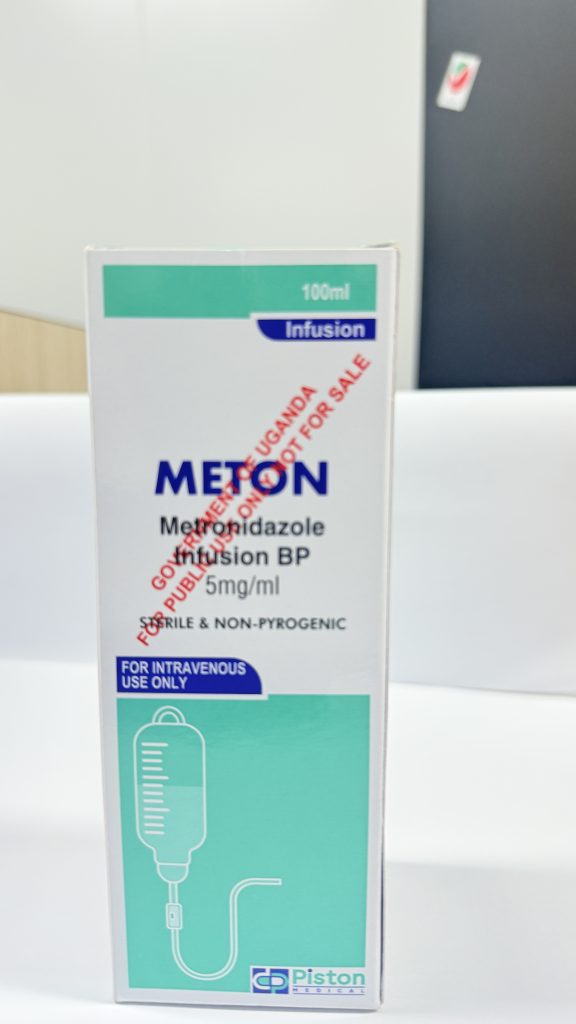 100ml
Infusion
GOVERNMENT OF UGANDA
FOR PUBLIC USE ONLY NOT FOR SALE
METON
Metronidazole
Infusion BP
5mg/ml
STERILE & NON-PYROGENIC
FOR INTRAVENOUS
USE ONLY
Piston
MEDICAL